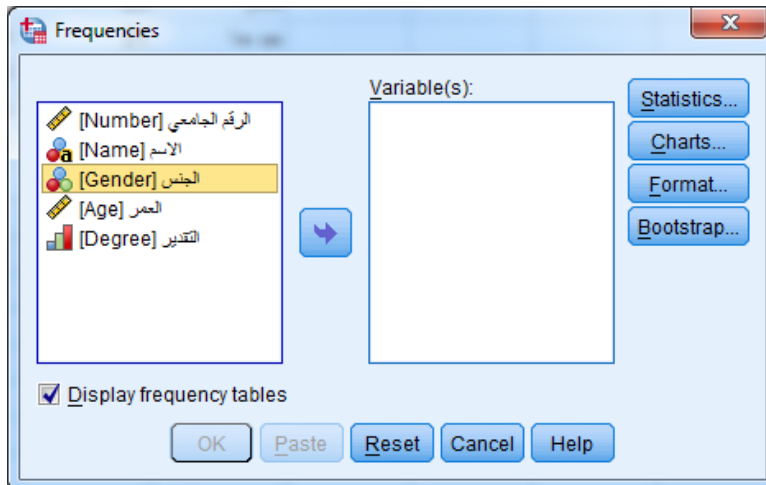 Frequencies
Variable(s):
الرقم الجامعي [Number]
الاسم [Name]
الجنس [Gender]
العمر [Age]
التقدير [Degree]
Statistics...
Charts...
Format...
Bootstrap...
Display frequency tables
OK Paste Reset Cancel Help